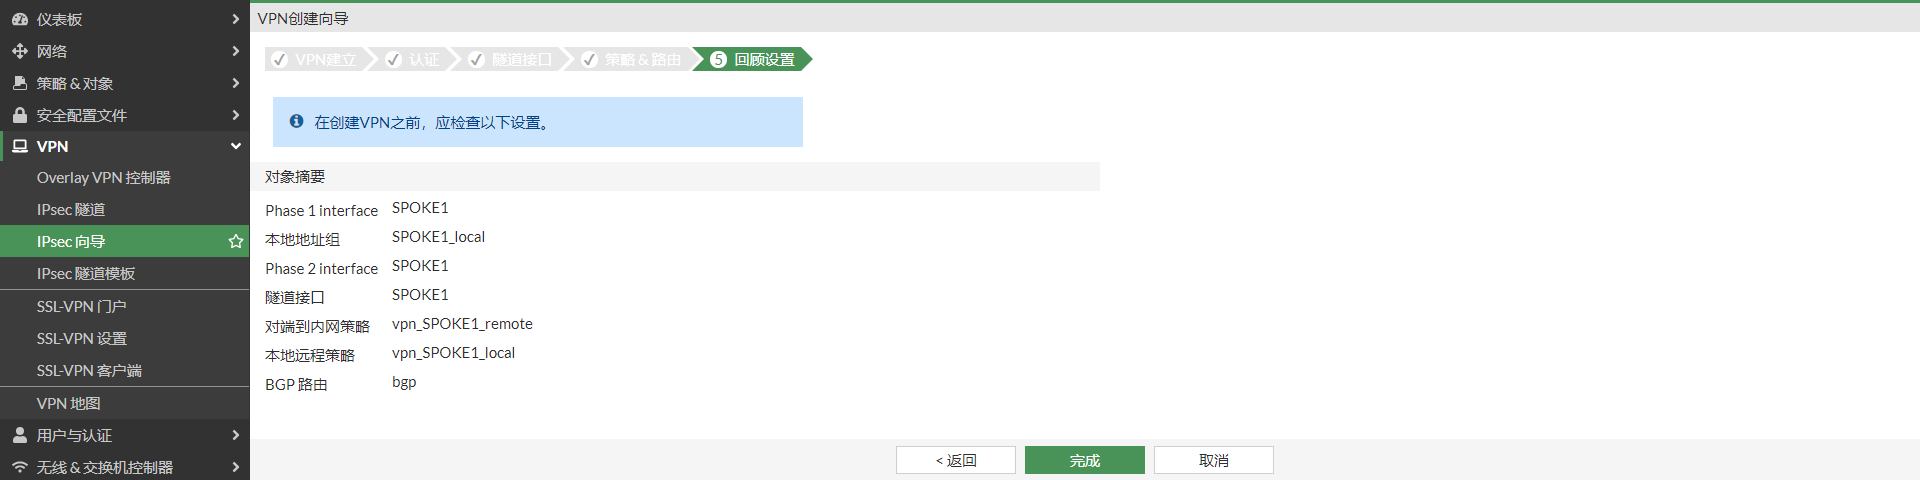 仪表板
网络
策略 & 对象
安全配置文件
VPN
Overlay VPN 控制器
IPsec 隧道
IPsec 向导
IPsec 隧道模板
SSL-VPN 门户
SSL-VPN 设置
SSL-VPN 客户端
VPN 地图
用户与认证
无线 & 交换机控制器
VPN创建向导
VPN建立 认证 隧道接口 策略 & 路由 5 回顾设置
在创建VPN之前，应检查以下设置。
对象摘要
Phase 1 interface SPOKE1
本地地址组 SPOKE1_local
Phase 2 interface SPOKE1
隧道接口 SPOKE1
对端到内网策略 vpn_SPOKE1_remote
本地远程策略 vpn_SPOKE1_local
BGP 路由 bgp
< 返回 完成 取消